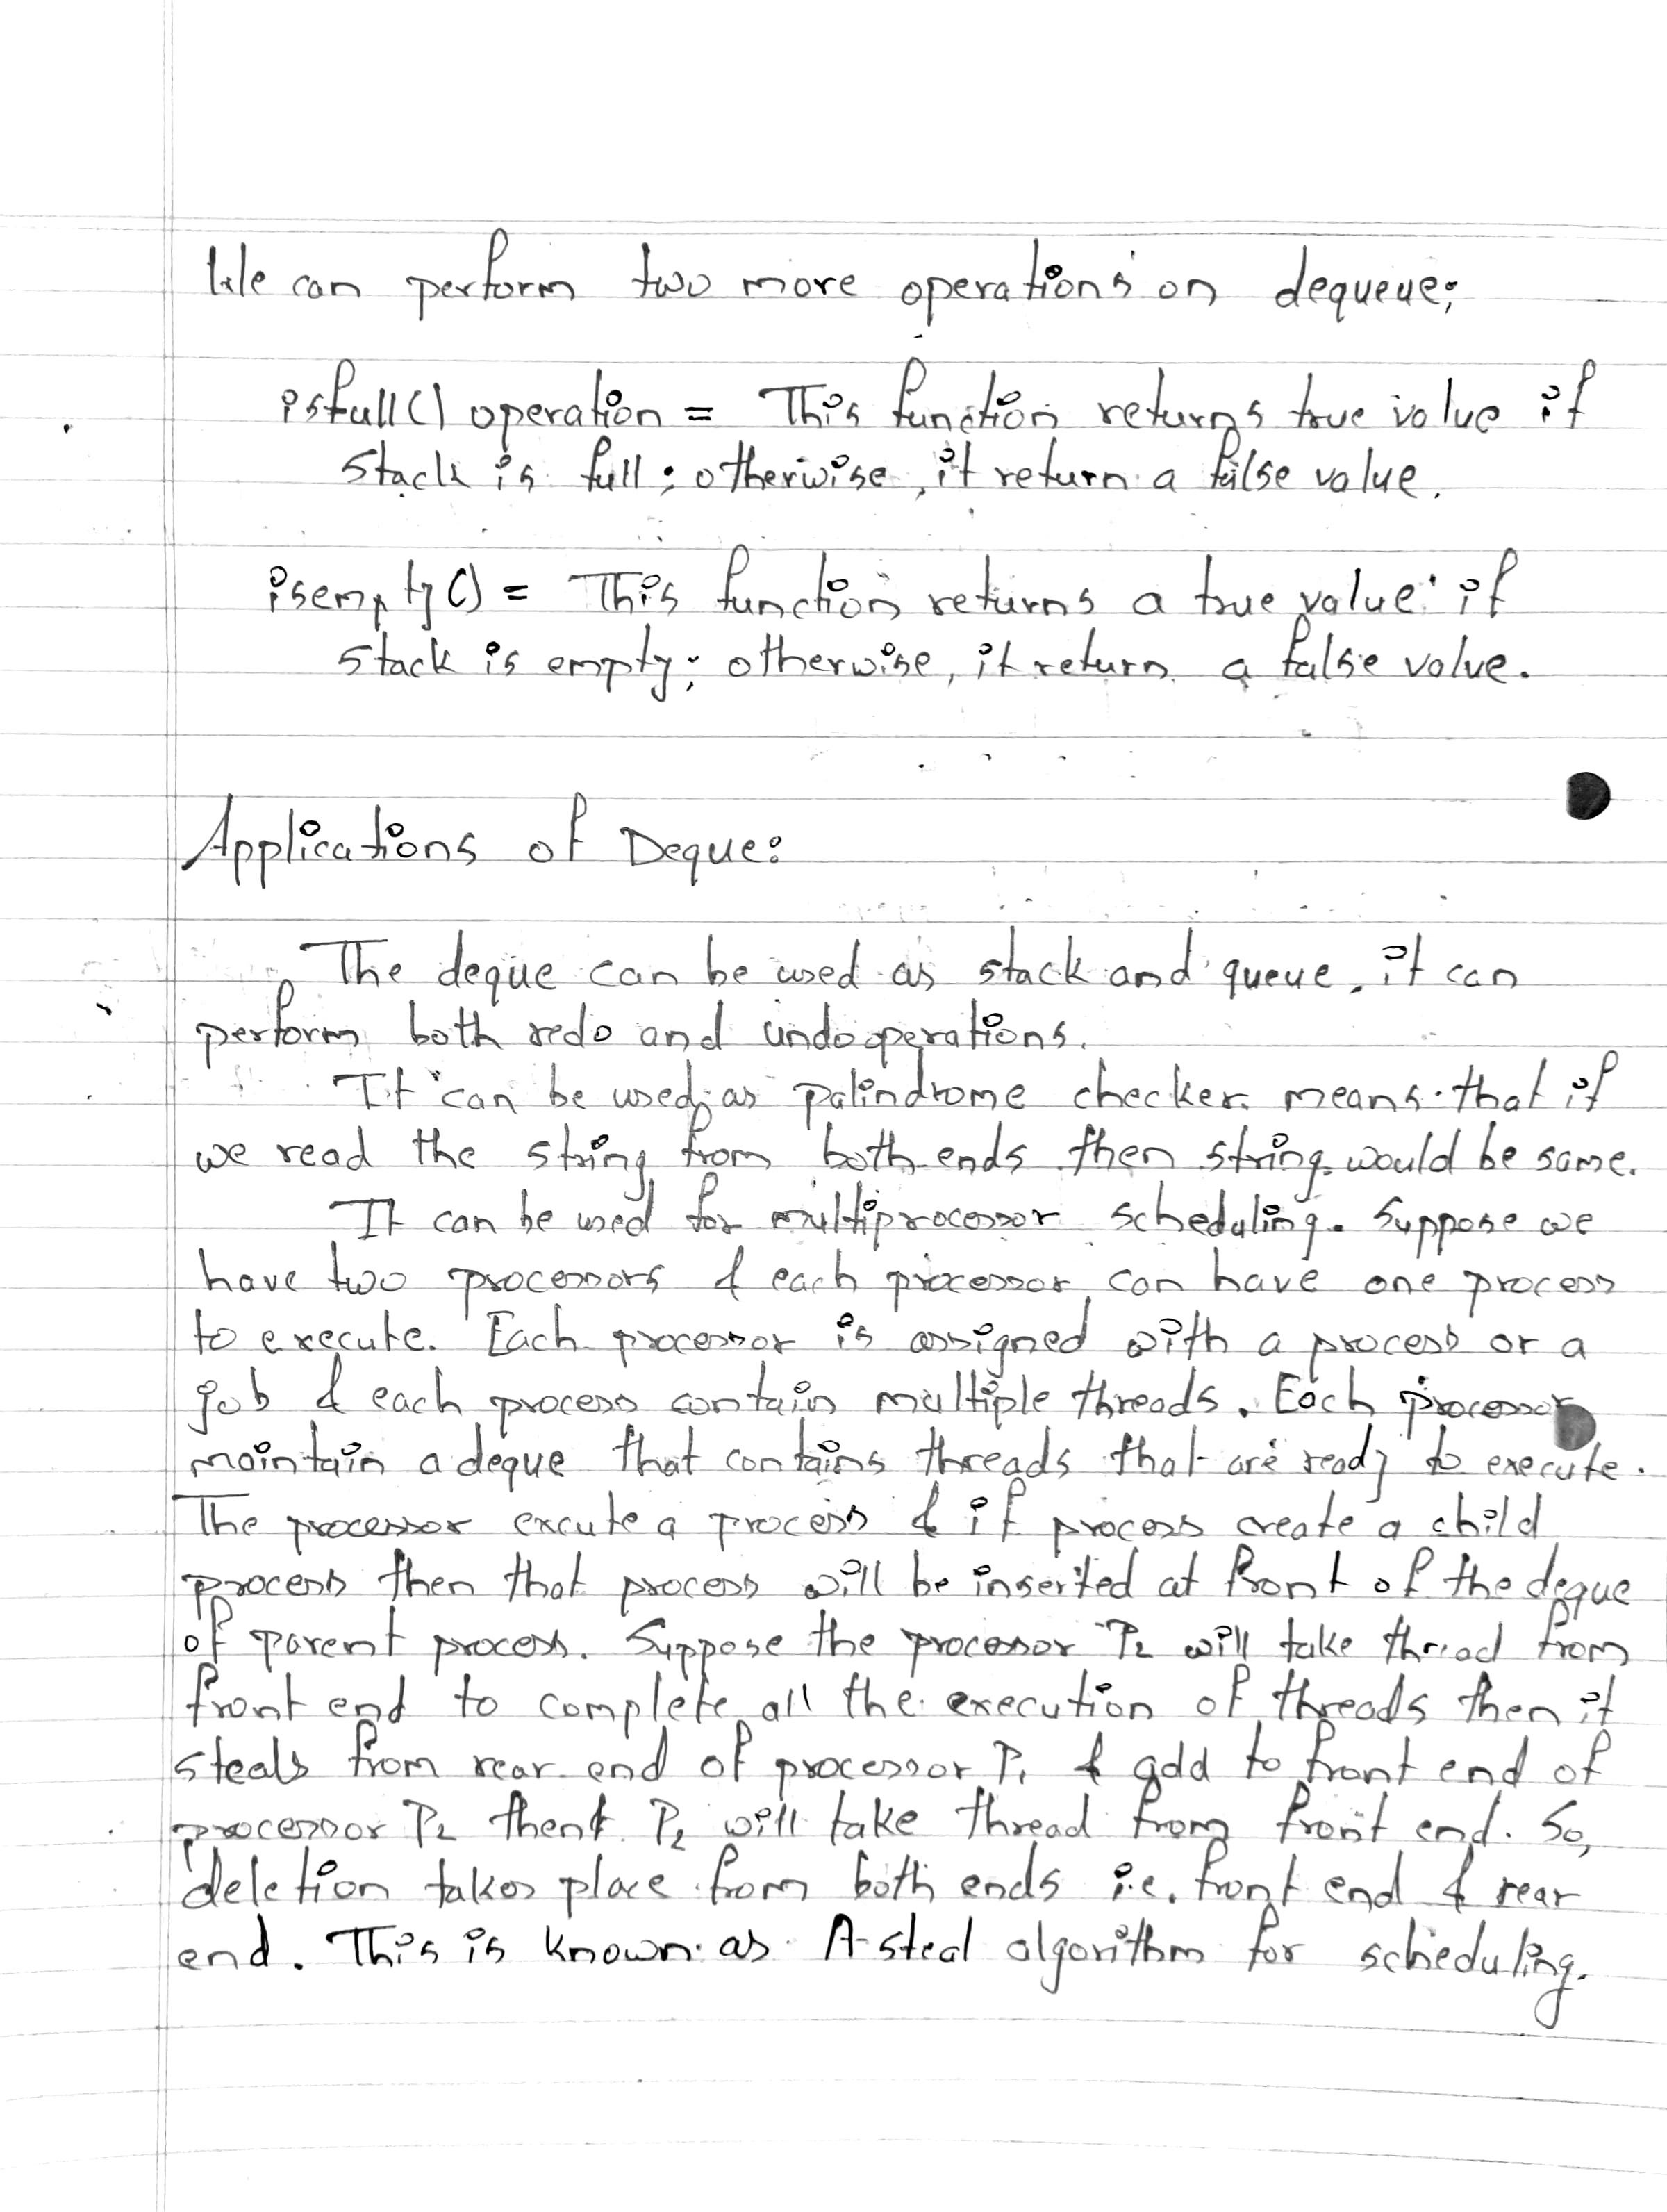 We can perform two more operations on dequeue;
isfull() operation = This function returns true value if
stack is full; otherwise, it return a false value.
isempty() = This function returns a true value if
stack is empty; otherwise, it return a false value.
Applications of Deque:
The deque can be used as stack and queue, it can
perform both redo and undo operations.
It can be used as palindrome checker means that if
we read the string from both ends then string would be same.
It can be used for multiprocessor scheduling. Suppose we
have two processors & each processor can have one process
to execute. Each processor is assigned with a process or a
job & each process contain multiple threads. Each processor
maintain a deque that contains threads that are ready to execute.
The processor excute a process & if process create a child
process then that process will be inserted at front of the deque
of parent process. Suppose the processor P2 will take thread from
front end to complete all the execution of threads then it
steals from rear end of processor P1 & add to front end of
processor P2 then P2 will take thread from front end. So,
deletion takes place from both ends i.e. front end & rear
end. This is known as A-steal algorithm for scheduling.